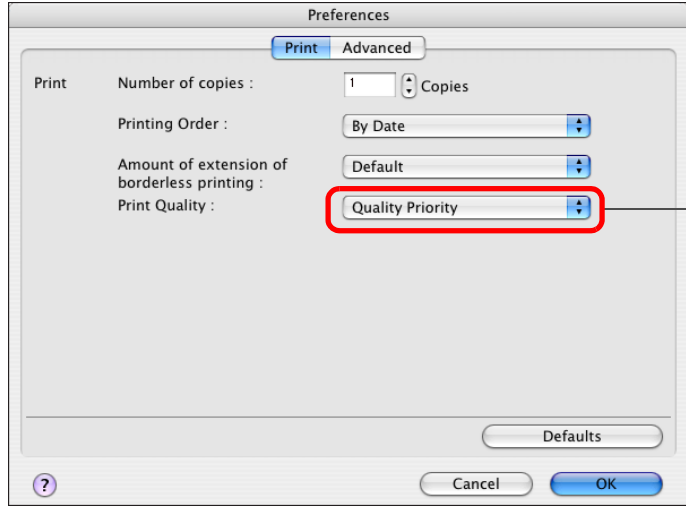 Preferences
Print Advanced
Print Number of copies : 1 Copies
Printing Order : By Date
Amount of extension of Default
borderless printing :
Print Quality : Quality Priority
Defaults
? Cancel OK